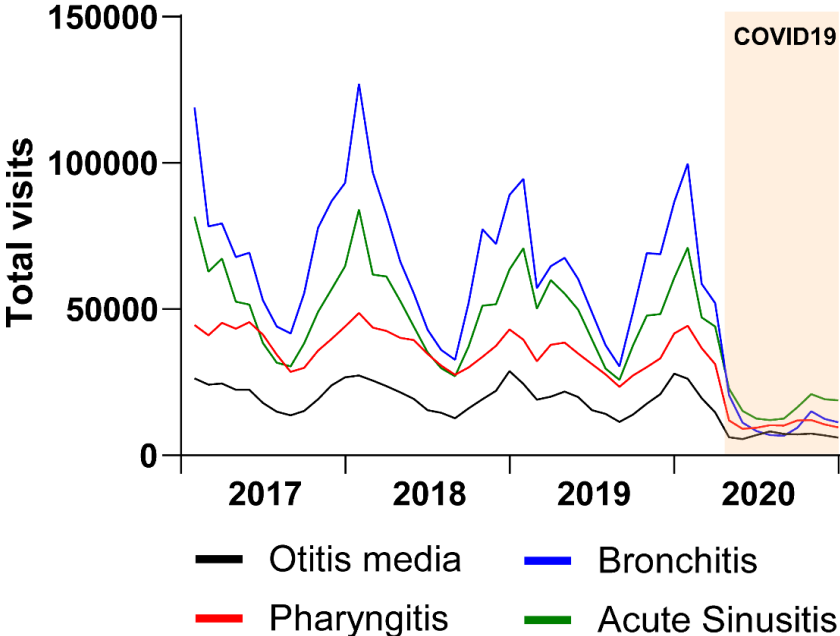 150000
COVID19
100000
Total visits
50000
0
2017 2018 2019 2020
Otitis media Bronchitis
Pharyngitis Acute Sinusitis